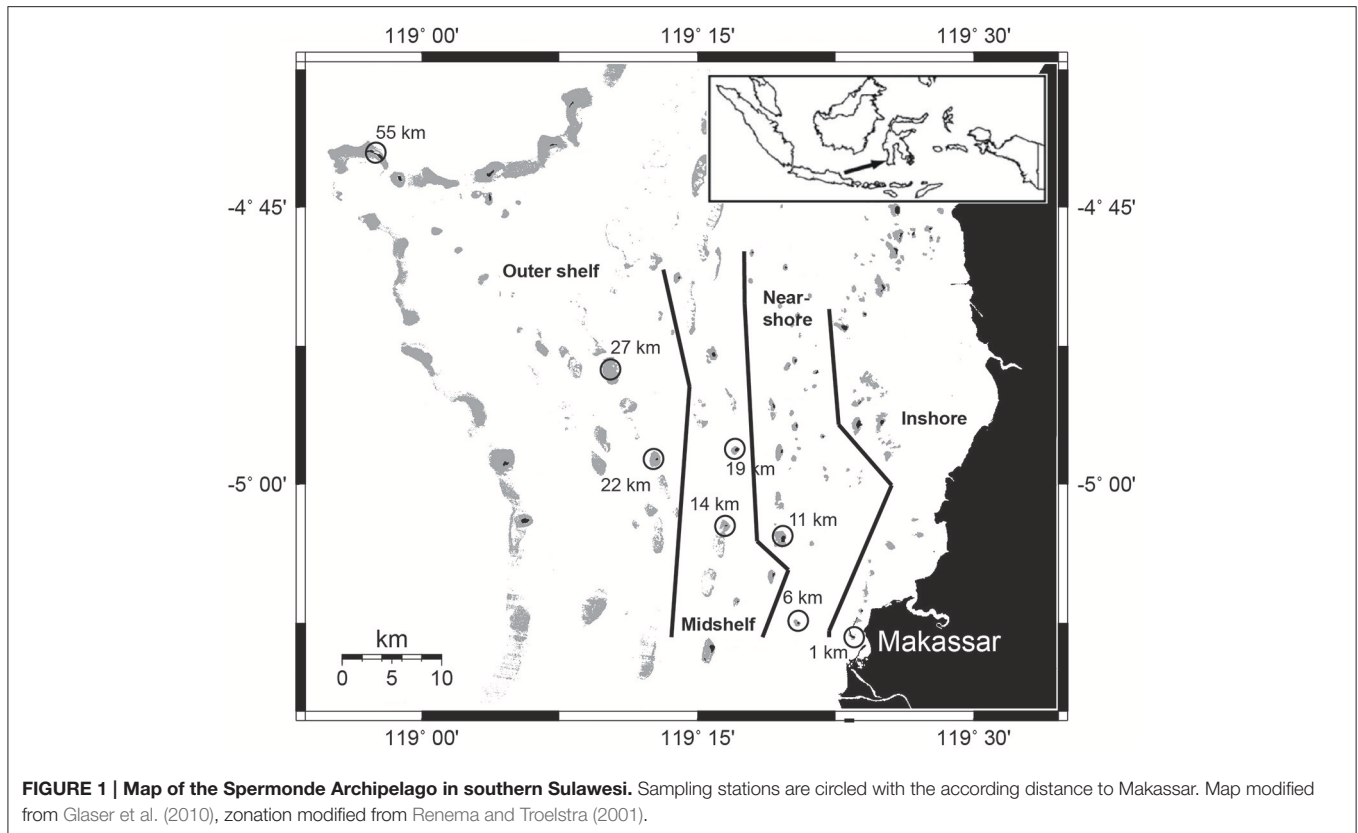 119° 00'
119° 15'
119° 30'
55 km
-4° 45'
-4° 45'
Outer shelf
Near-
shore
27 km
Inshore
19 km
22 km
-5° 00'
-5° 00'
14 km
11 km
6 km
Midshelf
km
0 5 10
1 km
Makassar
119° 00'
119° 15'
119° 30'
FIGURE 1 | Map of the Spermonde Archipelago in southern Sulawesi. Sampling stations are circled with the according distance to Makassar. Map modified
from Glaser et al. (2010), zonation modified from Renema and Troelstra (2001).